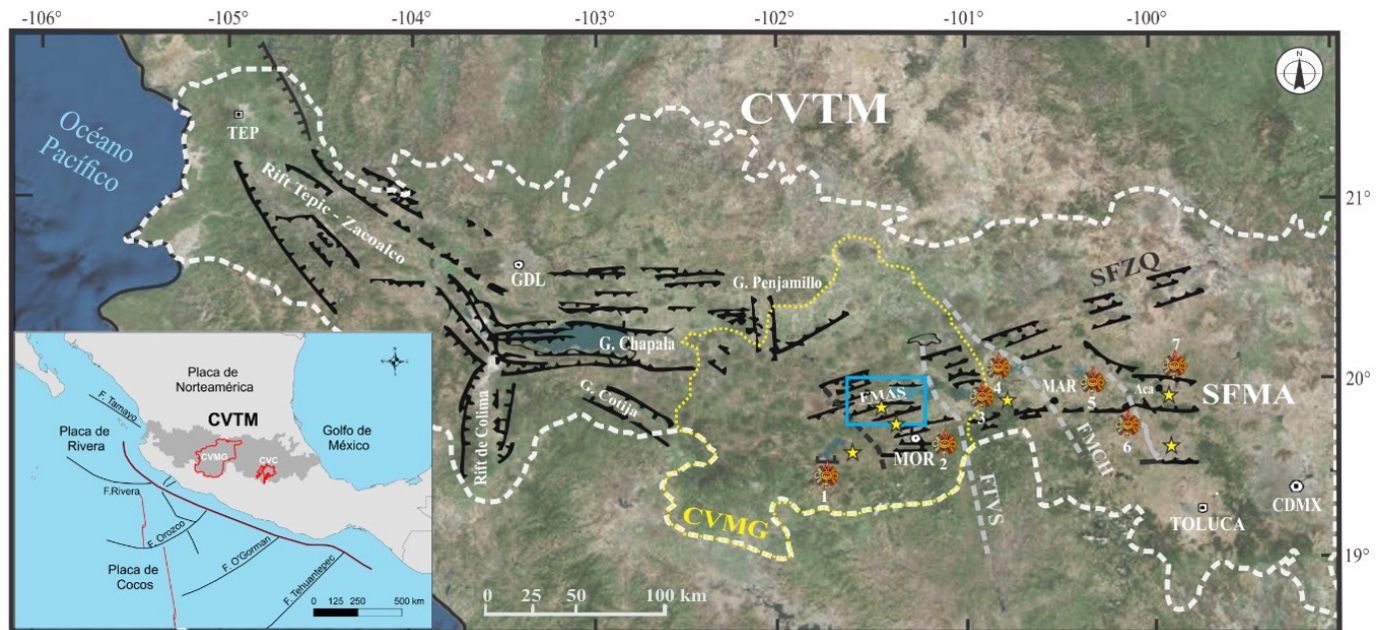 -106°
-105°
-104°
-103°
-102°
-101°
-100°
N
CVTM
Océano
Pacífico
TEP
21°
Rift Tepic - Zacoalco
GDL
SFZQ
G. Penjamillo
G. Chapala
7
4
MAR
Aca
20°
FMAS
5
SFMA
3
G. Cotija
6
Rift de Colima
MOR
2
FMCH
1
FTVS
CDMX
TOLUCA
CVMG
19°
0 25 50 100 km
Placa de
Norteamérica
N
F. Tamayo
CVTM
Golfo de
México
Placa de
Rivera
CVMG
CVC
F.Rivera
F. Orozco
F. O'Gorman
Placa de
Cocos
F. Tehuantepec
0 125 250 500 km